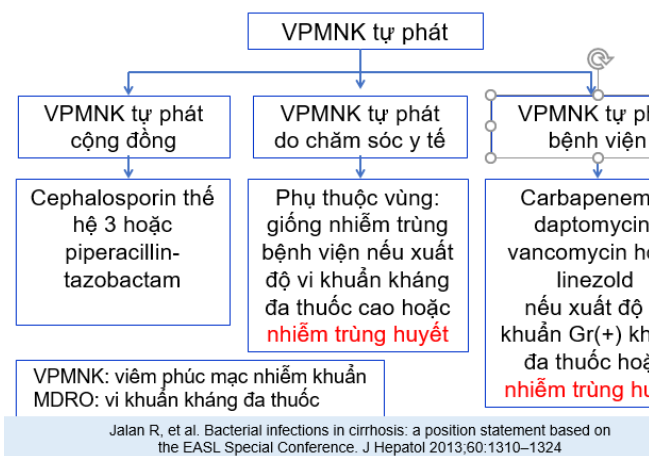 VPMNK tự phát
VPMNK tự phát
cộng đồng
VPMNK tự phát
do chăm sóc y tế
VPMNK tự
bệnh viện
Cephalosporin thế
hệ 3 hoặc
piperacillin-
tazobactam
Phụ thuộc vùng:
giống nhiễm trùng
bệnh viện nếu xuất
độ vi khuẩn kháng
đa thuốc cao hoặc
nhiễm trùng huyết
Carbapenem
daptomycin
vancomycin
linezold
nếu xuất độ
khuẩn Gr(+)
đa thuốc
nhiễm trùng
VPMNK: viêm phúc mạc nhiễm khuẩn
MDRO: vi khuẩn kháng đa thuốc
Jalan R, et al. Bacterial infections in cirrhosis: a position statement based on
the EASL Special Conference. J Hepatol 2013;60:1310–1324